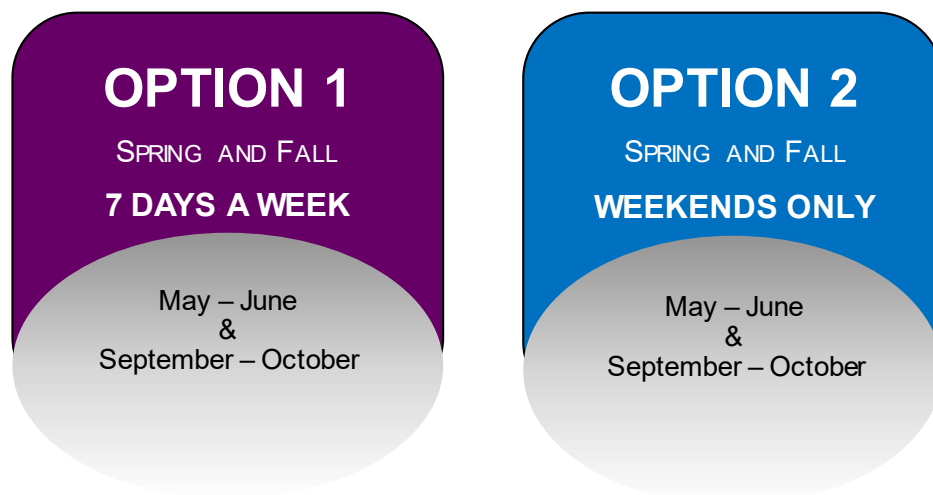 OPTION 1
SPRING AND FALL
7 DAYS A WEEK
May – June
&
September – October
OPTION 2
SPRING AND FALL
WEEKENDS ONLY
May – June
&
September – October